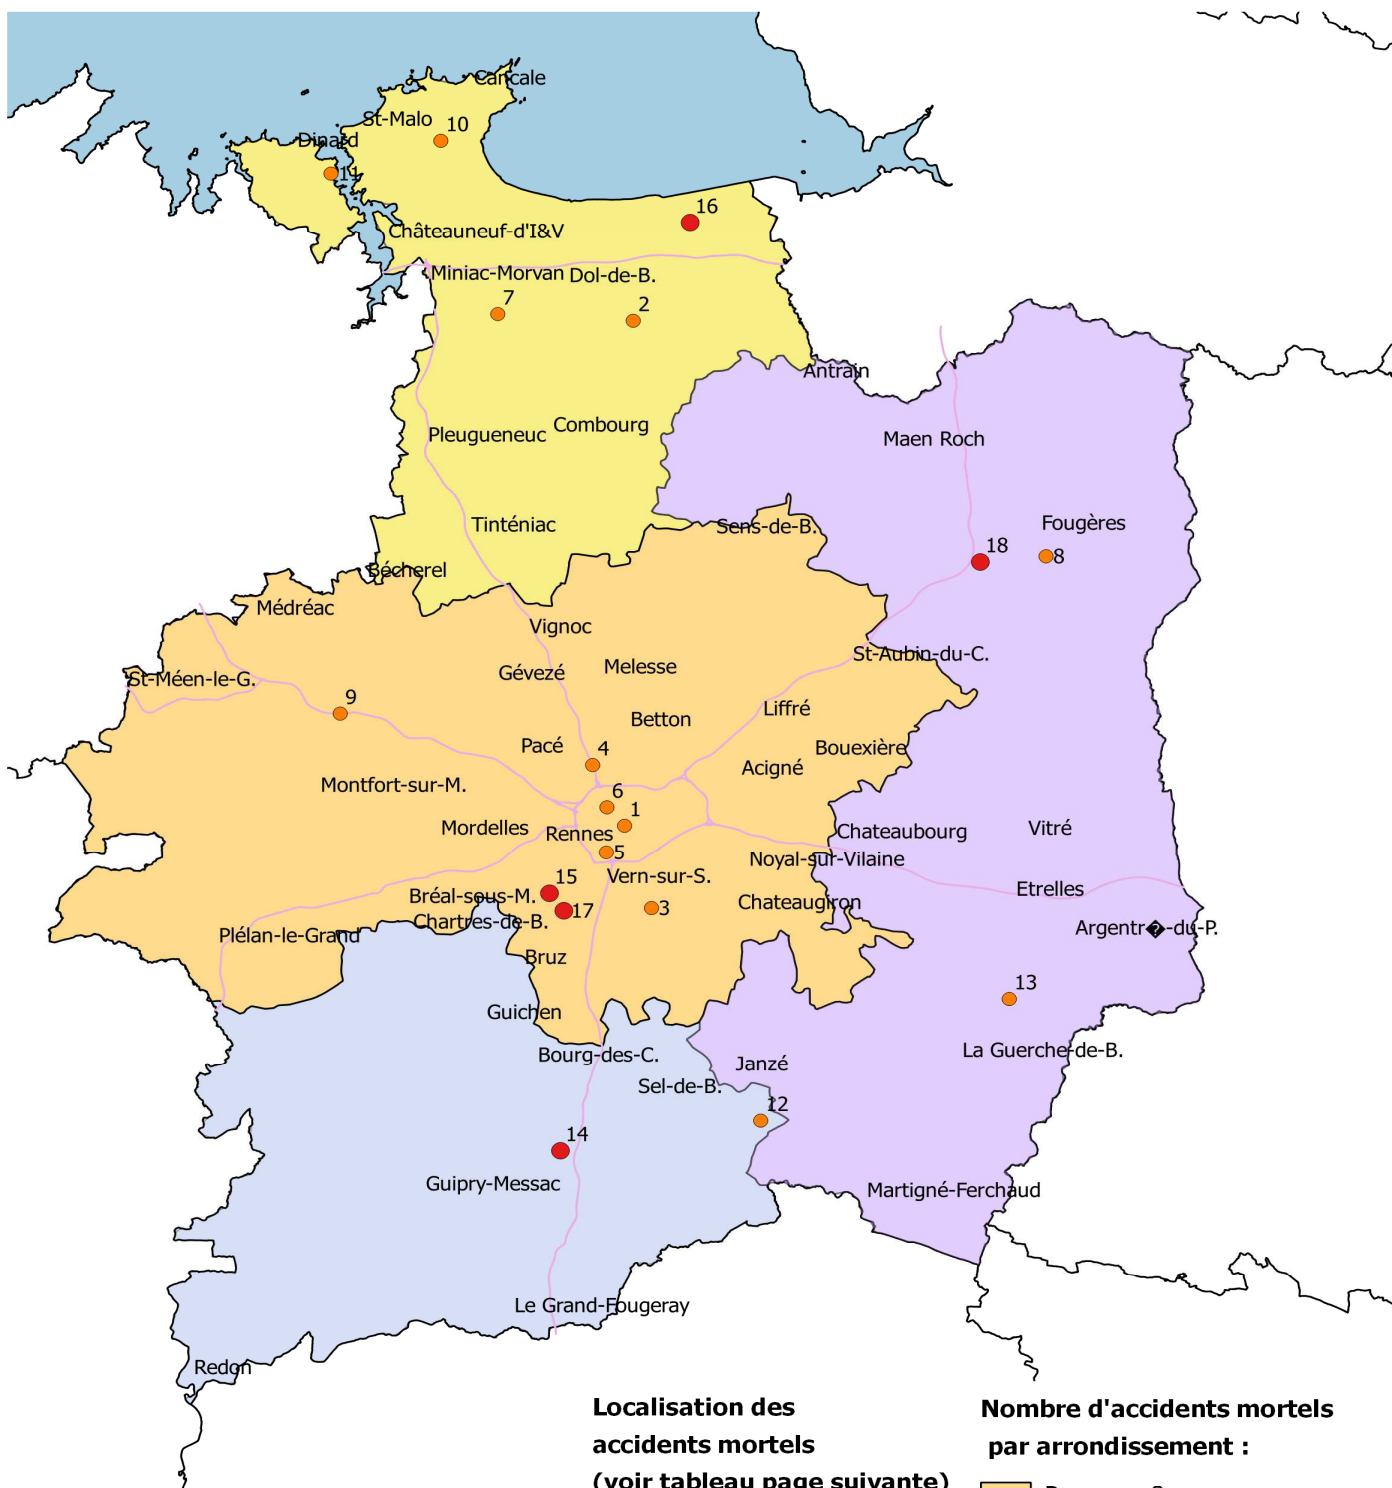 Cancale
St-Malo
10
Dinard
11
16
Châteauneuf-d'I&V
Miniac-Morvan
Dol-de-B.
7
2
Antrain
Combourg
Pleugueneuc
Maen Roch
Tinténiac
Sens-de-B.
Fougères
18
8
Bécherel
Médréac
Vignoc
St-Aubin-du-C.
Melesse
Gévezé
St-Méen-le-G.
9
Liffré
Betton
Pacé
4
Bouexière
Acigné
Montfort-sur-M.
6
1
Mordelles
Rennes
Chateaubourg
Vitré
5
Noyal-sur-Vilaine
15
Vern-sur-S.
Etrelles
Bréal-sous-M.
17
3
Chateaugiron
Chartres-de-B.
Plélan-le-Grand
Argentr�-du-P.
Bruz
13
Guichen
Bourg-des-C.
La Guerche-de-B.
Janzé
Sel-de-B.
12
14
Guipry-Messac
Martigné-Ferchaud
Le Grand-Fougeray
Redon
Localisation des
accidents mortels
(voir tableau page suivante)
Nombre d'accidents mortels
par arrondissement :